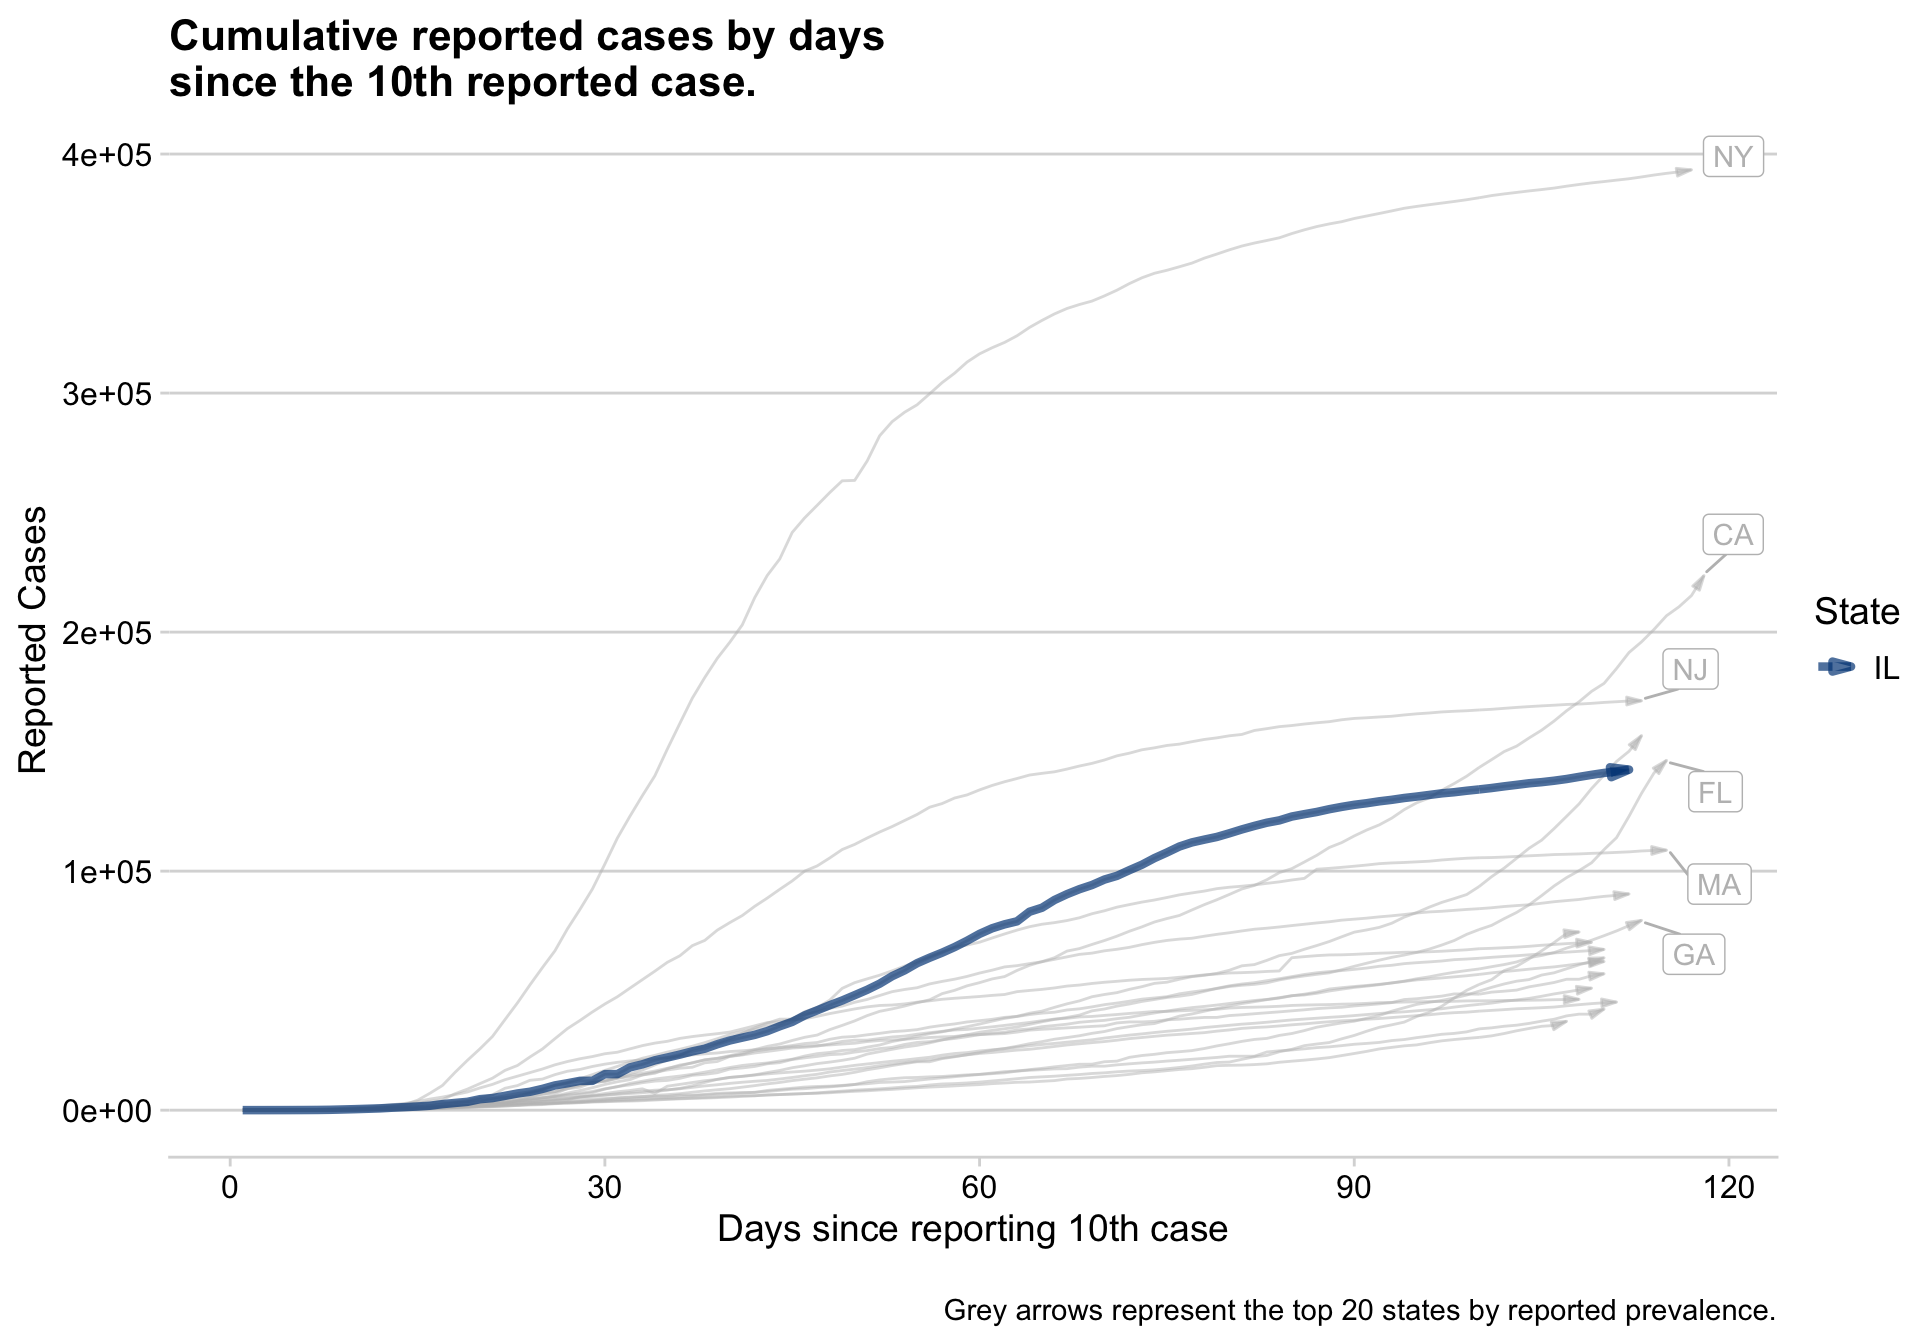 Cumulative reported cases by days
since the 10th reported case.
4e+05
3e+05
2e+05
1e+05
0e+00
Reported Cases
NY
CA
NJ
FL
MA
GA
State
IL
0 30 60 90 120
Days since reporting 10th case
Grey arrows represent the top 20 states by reported prevalence.